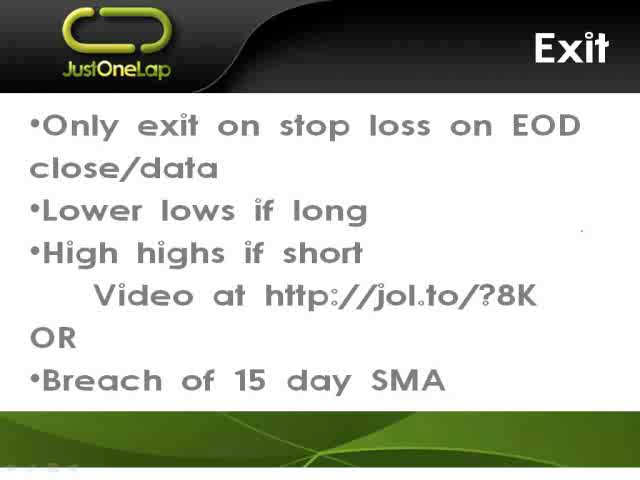 JustOneLap
Exit
•Only exit on stop loss on EOD
close/data
•Lower lows if long
•High highs if short
Video at http://jol.to/?8K
OR
•Breach of 15 day SMA